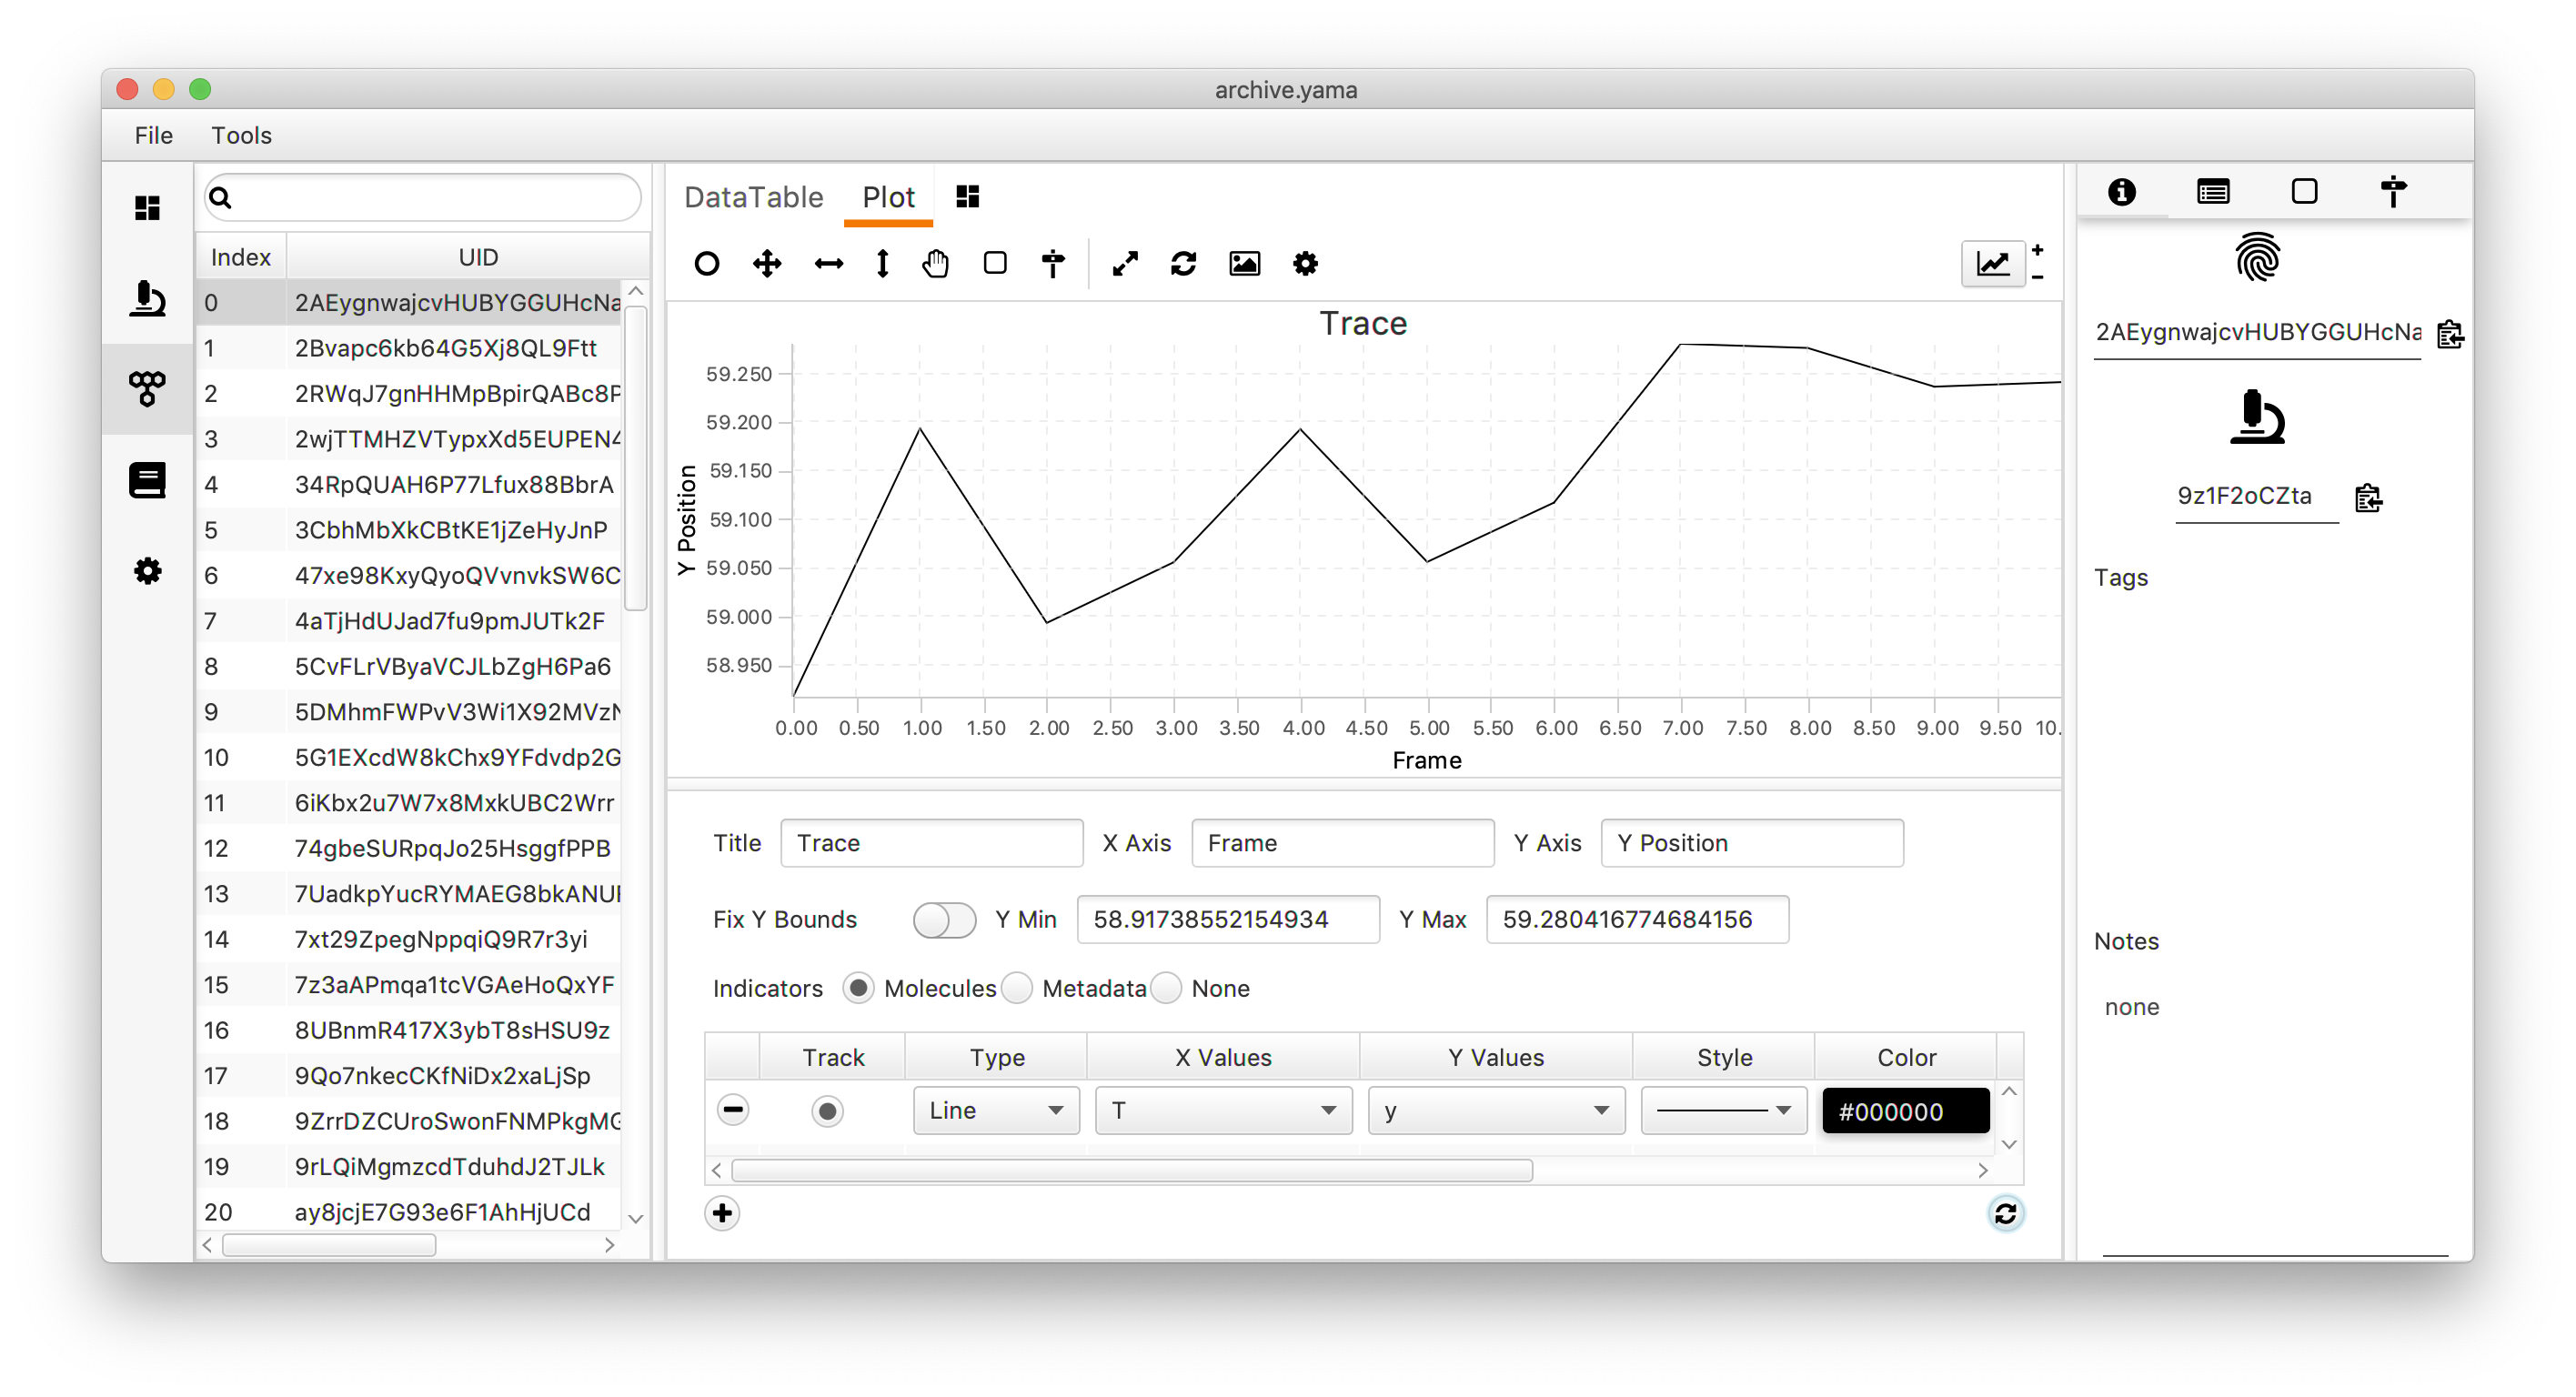 archive.yama
File Tools
Index UID
0 2AEygnwajcvHUBYGGUHcNa
1 2Bvapc6kb64G5Xj8QL9Ftt
2 2RWqJ7gnHHMpBpirQABc8P
3 2wjTTMHZVTypxXd5EUPEN4
4 34RpQUAH6P77Lfux88BbrA
5 3CbhMbXkCBtKE1jZeHyJnP
6 47xe98KxyQyoQVvnvkSW6C
7 4aTjHdUJad7fu9pmJUTk2F
8 5CvFLrVByaVCJLbZgH6Pa6
9 5DMhmFWPvV3Wi1X92MVzN
10 5G1EXcdW8kChx9YFdvdp2G
11 6iKbx2u7W7x8MxkUBC2Wrr
12 74gbeSURpqJo25HsggfPPB
13 7UadkpYucRYMAEG8bkANUF
14 7xt29ZpegNppqiQ9R7r3yi
15 7z3aAPmqa1tcVGAeHoQxYF
16 8UBnmR417X3ybT8sHSU9z
17 9Qo7nkecCKfNiDx2xaLjSp
18 9ZrrDZCUroSwonFNMPkgMG
19 9rLQiMgmzcdTduhdJ2TJLk
20 ay8jcjE7G93e6F1AhHjUCd
DataTable Plot
+
-
Trace
59.250
59.200
59.150
59.100
59.050
59.000
58.950
Y Position
0.00 0.50 1.00 1.50 2.00 2.50 3.00 3.50 4.00 4.50 5.00 5.50 6.00 6.50 7.00 7.50 8.00 8.50 9.00 9.50 10.
Frame
Title Trace X Axis Frame Y Axis Y Position
Fix Y Bounds Y Min 58.91738552154934 Y Max 59.280416774684156
Indicators Molecules Metadata None
Track Type X Values Y Values Style Color
Line T y #000000
2AEygnwajcvHUBYGGUHcNa
9z1F2oCZta
Tags
Notes
none